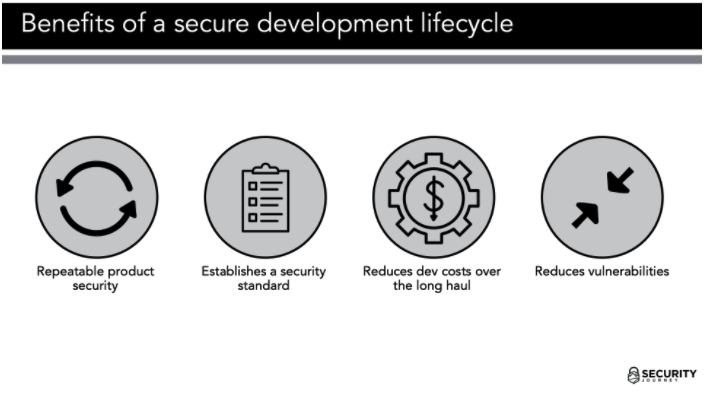 Benefits of a secure development lifecycle
Repeatable product
security
Establishes a security
standard
Reduces dev costs over
the long haul
Reduces vulnerabilities
SECURITY
JOURNEY